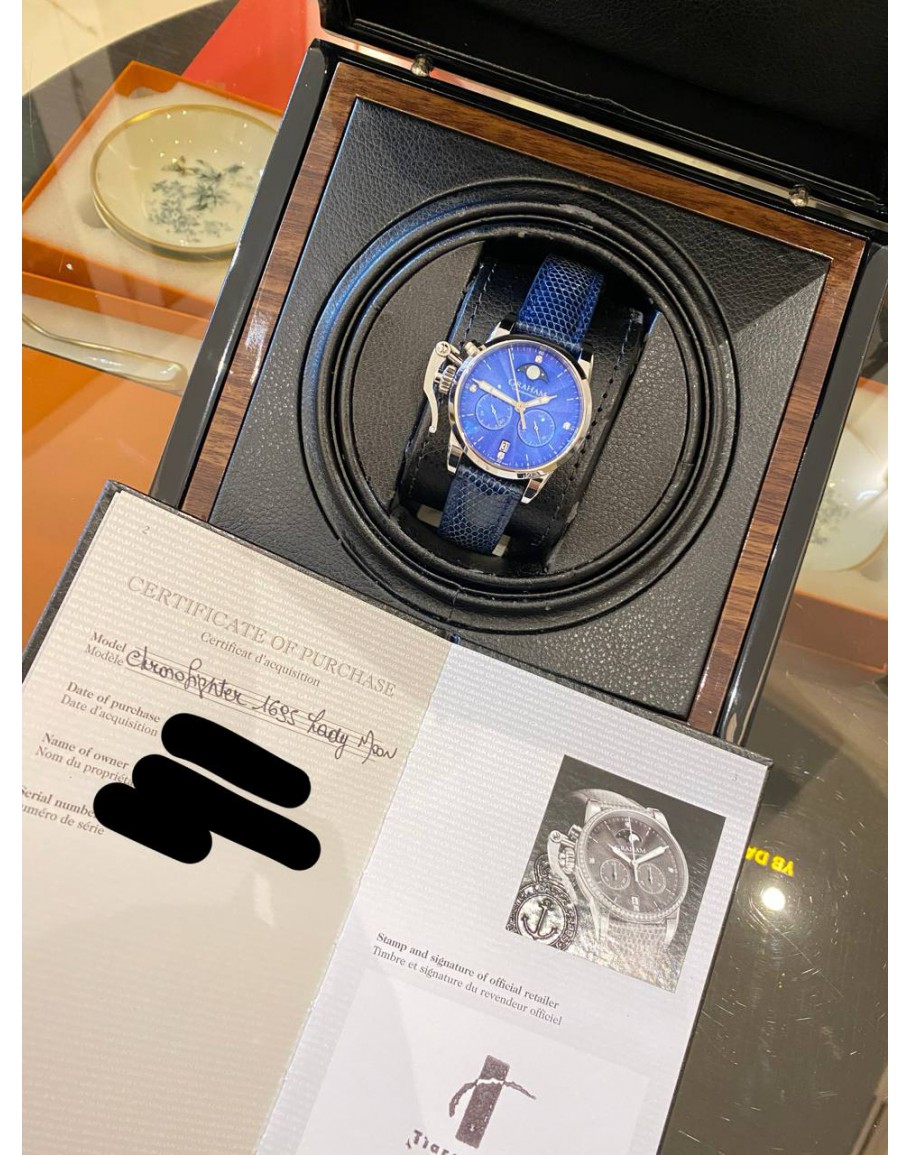 GRAHAM
2
CERTIFICATE OF PURCHASE
Certificat d'acquisition
Model
Modèle Chronofighter 1695 Lady Moon
Date of purchase
Date d'acquisition
Name of owner
Nom du propriét
Serial numbe
uméro de série
GRAHAM
Stamp and signature of official retailer
Timbre et signature du revendeur officiel